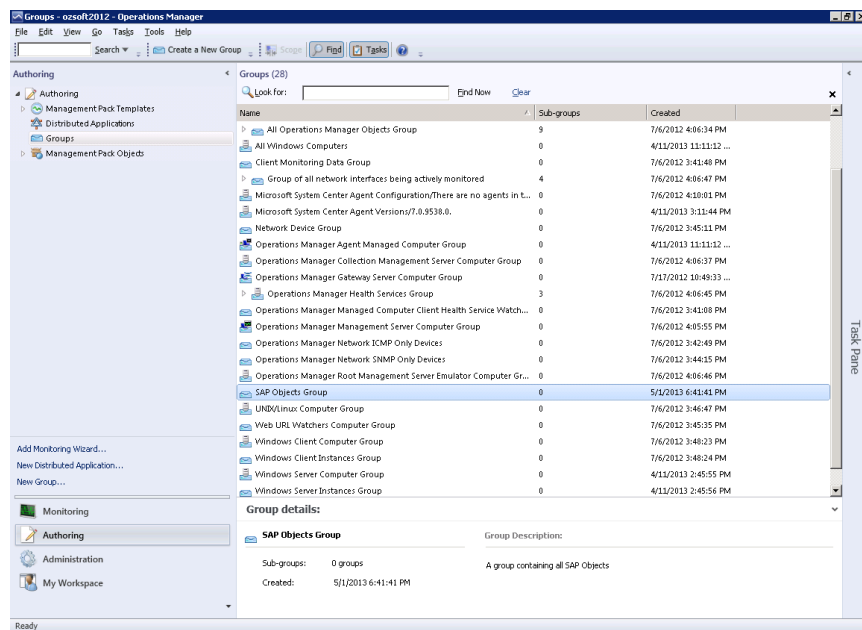 Groups - ozsoft2012 - Operations Manager
File Edit View Go Tasks Tools Help
Search Create a New Group Scope Find Tasks
Authoring
Authoring
Management Pack Templates
Distributed Applications
Groups
Management Pack Objects
Groups (28)
Look for: Find Now Clear
Name Sub-groups Created
All Operations Manager Objects Group 9 7/6/2012 4:06:34 PM
All Windows Computers 0 4/11/2013 11:11:12 ...
Client Monitoring Data Group 0 7/6/2012 3:41:48 PM
Group of all network interfaces being actively monitored 4 7/6/2012 4:06:47 PM
Microsoft System Center Agent Configuration/There are no agents in t... 0 7/6/2012 4:10:01 PM
Microsoft System Center Agent Versions/7.0.9538.0. 0 4/11/2013 3:11:44 PM
Network Device Group 0 7/6/2012 3:45:11 PM
Operations Manager Agent Managed Computer Group 0 4/11/2013 11:11:12 ...
Operations Manager Collection Management Server Computer Group 0 7/6/2012 4:06:37 PM
Operations Manager Gateway Server Computer Group 0 7/17/2012 10:49:33 ...
Operations Manager Health Services Group 3 7/6/2012 4:06:45 PM
Operations Manager Managed Computer Client Health Service Watch... 0 7/6/2012 3:41:08 PM
Operations Manager Management Server Computer Group 0 7/6/2012 4:05:55 PM
Operations Manager Network ICMP Only Devices 0 7/6/2012 3:42:49 PM
Operations Manager Network SNMP Only Devices 0 7/6/2012 3:44:15 PM
Operations Manager Root Management Server Emulator Computer Gr... 0 7/6/2012 4:06:46 PM
SAP Objects Group 0 5/1/2013 6:41:41 PM
UNIX/Linux Computer Group 0 7/6/2012 3:46:47 PM
Web URL Watchers Computer Group 0 7/6/2012 3:45:35 PM
Windows Client Computer Group 0 7/6/2012 3:48:23 PM
Windows Client Instances Group 0 7/6/2012 3:48:24 PM
Windows Server Computer Group 0 4/11/2013 2:45:55 PM
Windows Server Instances Group 0 4/11/2013 2:45:56 PM
Task Pane
Add Monitoring Wizard...
New Distributed Application...
New Group...
Monitoring
Authoring
Administration
My Workspace
Group details:
SAP Objects Group
Sub-groups: 0 groups
Created: 5/1/2013 6:41:41 PM
Group Description:
A group containing all SAP Objects
Ready